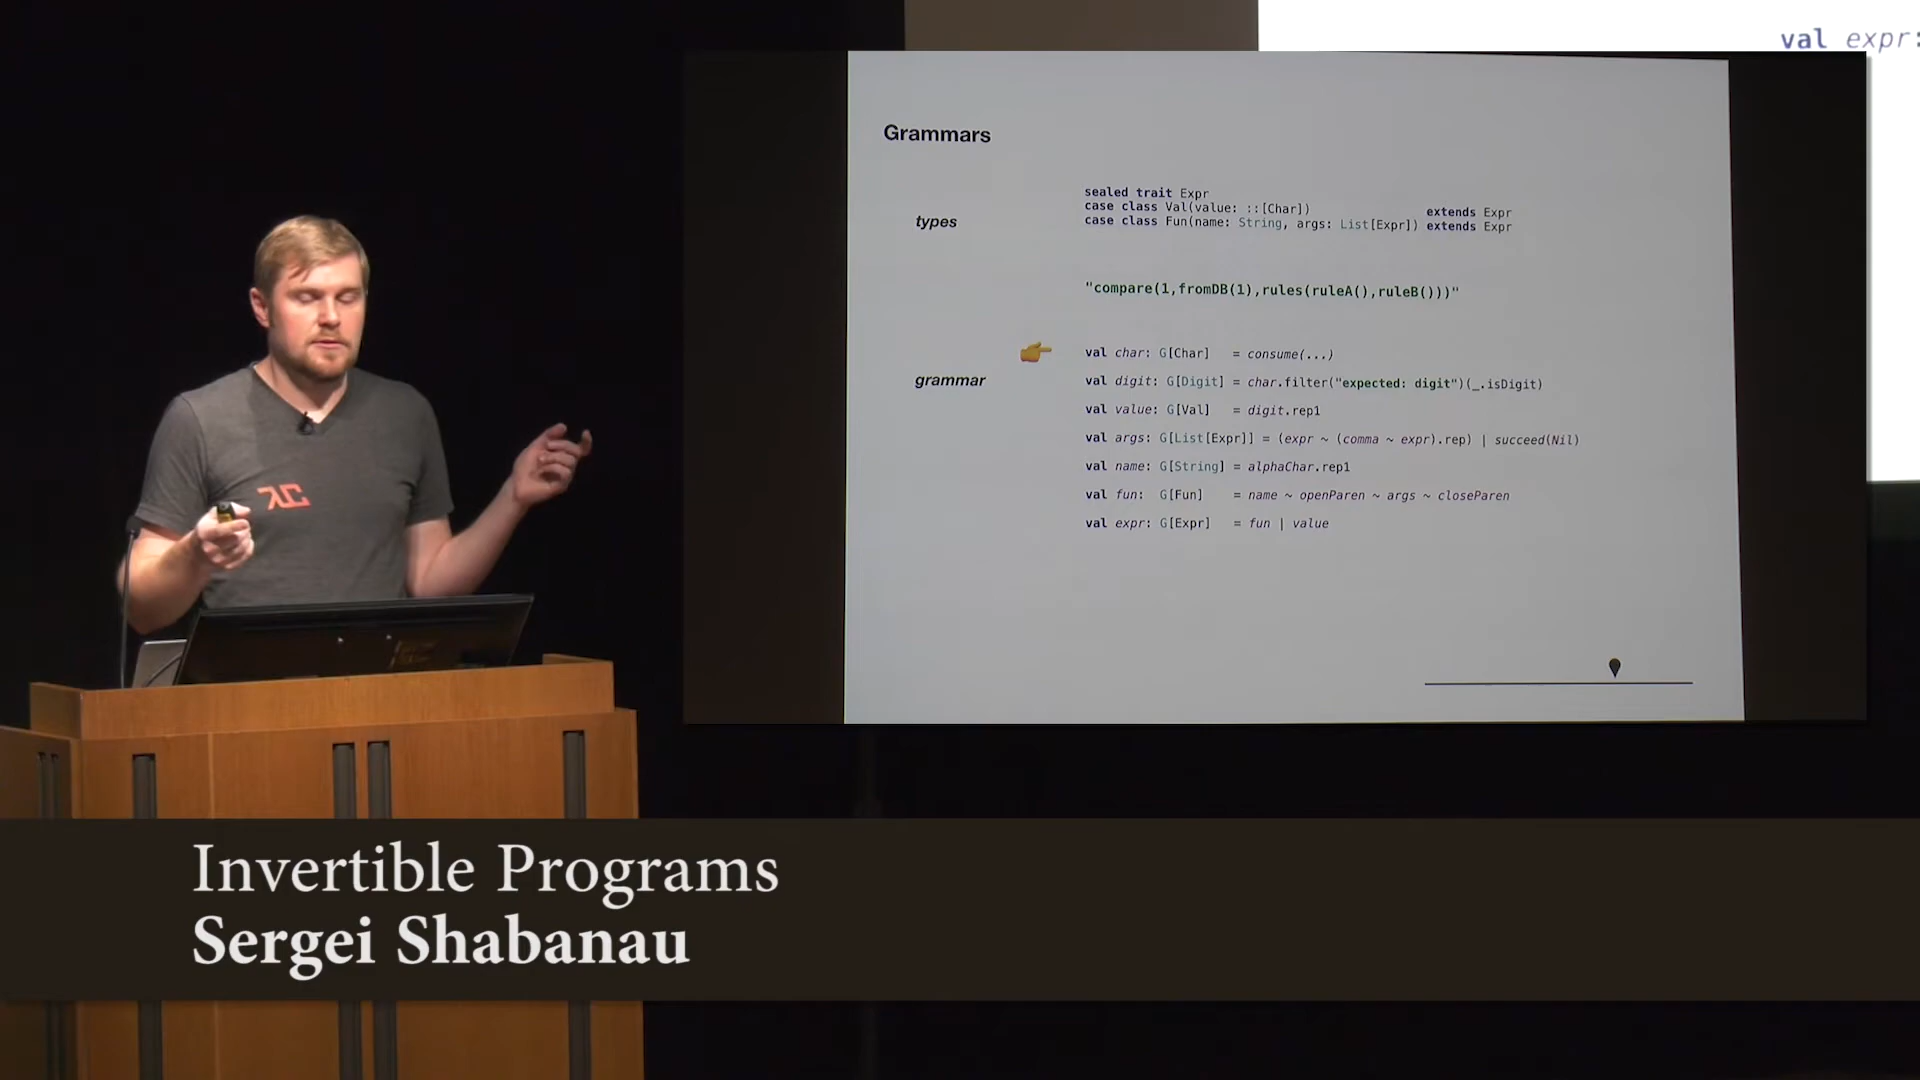 val expr:
Grammars
types
sealed trait Expr
case class Val(value: ::[Char]) extends Expr
case class Fun(name: String, args: List[Expr]) extends Expr
"compare(1,fromDB(1),rules(ruleA(),ruleB()))"
grammar
val char: G[Char] = consume(...)
val digit: G[Digit] = char.filter("expected: digit")(_.isDigit)
val value: G[Val] = digit.rep1
val args: G[List[Expr]] = (expr ~ (comma ~ expr).rep) | succeed(Nil)
val name: G[String] = alphaChar.rep1
val fun: G[Fun] = name ~ openParen ~ args ~ closeParen
val expr: G[Expr] = fun | value
Invertible Programs
Sergei Shabanau